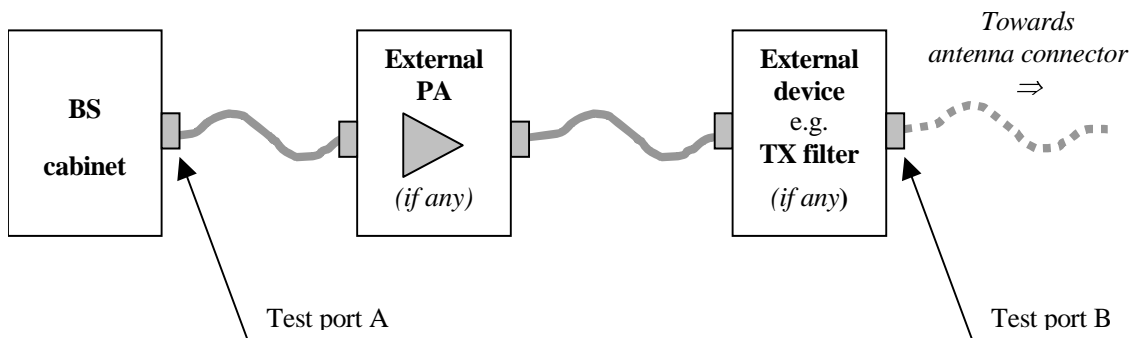 BS
cabinet
External
PA
(if any)
External
device
e.g.
TX filter
(if any)
Towards
antenna connector
⇒
Test port A
Test port B